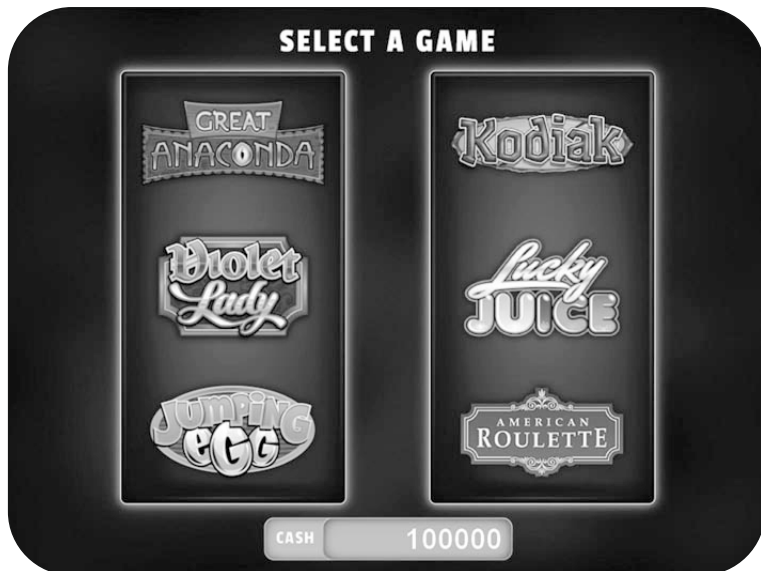 SELECT A GAME
GREAT
ANACONDA
Violet
Lady
JUMPING
eGG
Kodiak
Lucky
JUICE
AMERICAN
ROULETTE
CASH 100000